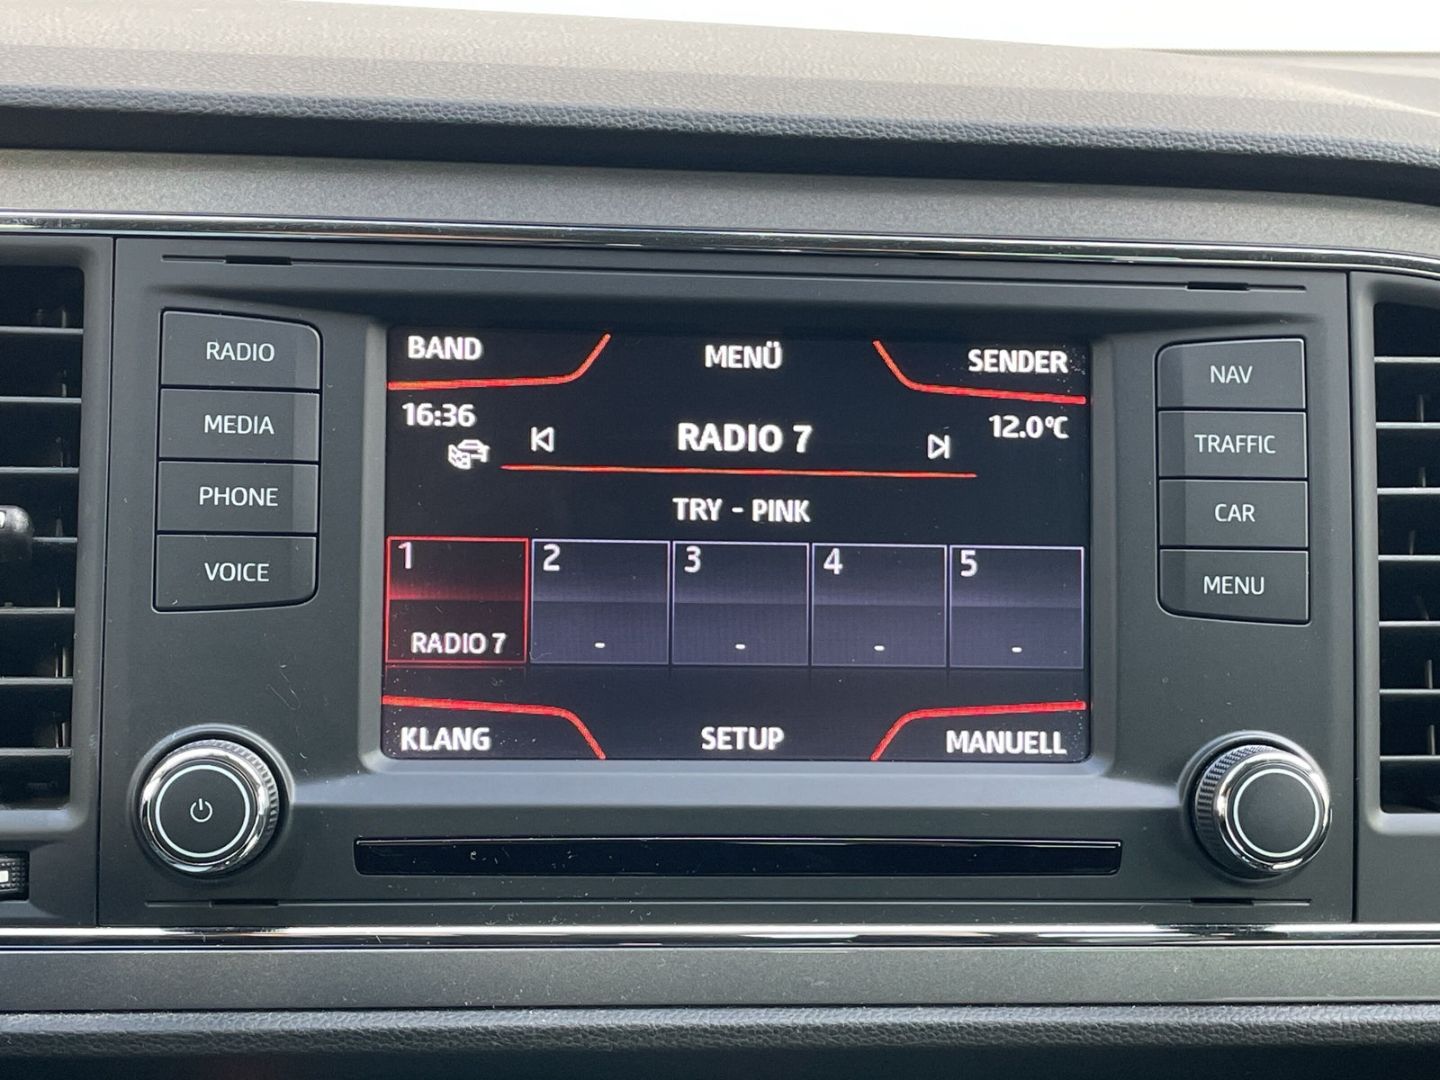 RADIO
MEDIA
PHONE
VOICE
BAND MENÜ SENDER
16:36 RADIO 7 12.0°C
TRY - PINK
1 2 3 4 5
RADIO 7 - - - -
KLANG SETUP MANUELL
NAV
TRAFFIC
CAR
MENU